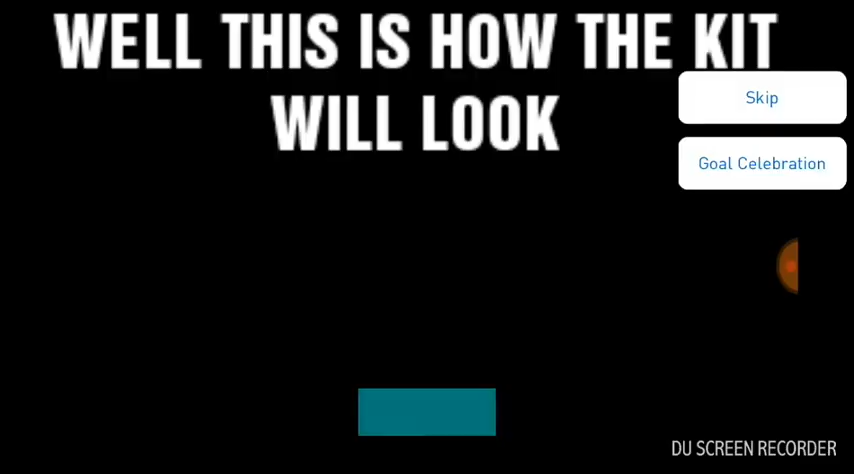 WELL THIS IS HOW THE KIT
WILL LOOK
Skip
Goal Celebration
DU SCREEN RECORDER